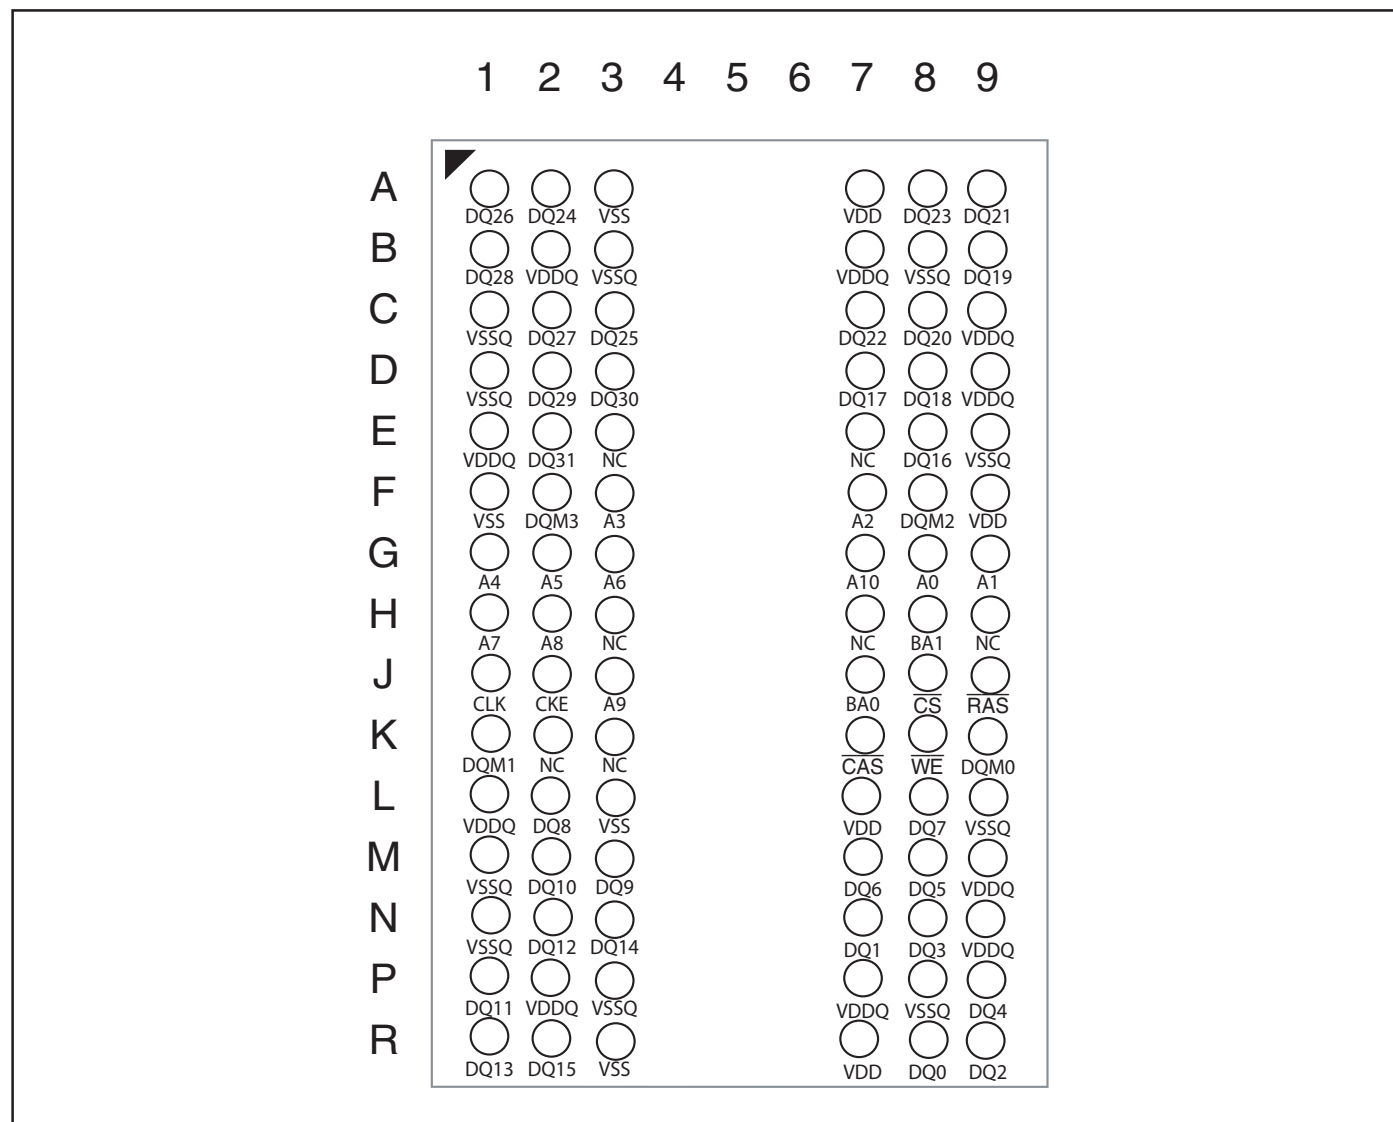 1 2 3 4 5 6 7 8 9
A
DQ26 DQ24 VSS VDD DQ23 DQ21
B
DQ28 VDDQ VSSQ VDDQ VSSQ DQ19
C
VSSQ DQ27 DQ25 DQ22 DQ20 VDDQ
D
VSSQ DQ29 DQ30 DQ17 DQ18 VDDQ
E
VDDQ DQ31 NC NC DQ16 VSSQ
F
VSS DQM3 A3 A2 DQM2 VDD
G
A4 A5 A6 A10 A0 A1
H
A7 A8 NC NC BA1 NC
J
CLK CKE A9 BA0 C̅S̅ R̅A̅S̅
K
DQM1 NC NC C̅A̅S̅ W̅E̅ DQM0
L
VDDQ DQ8 VSS VDD DQ7 VSSQ
M
VSSQ DQ10 DQ9 DQ6 DQ5 VDDQ
N
VSSQ DQ12 DQ14 DQ1 DQ3 VDDQ
P
DQ11 VDDQ VSSQ VDDQ VSSQ DQ4
R
DQ13 DQ15 VSS VDD DQ0 DQ2